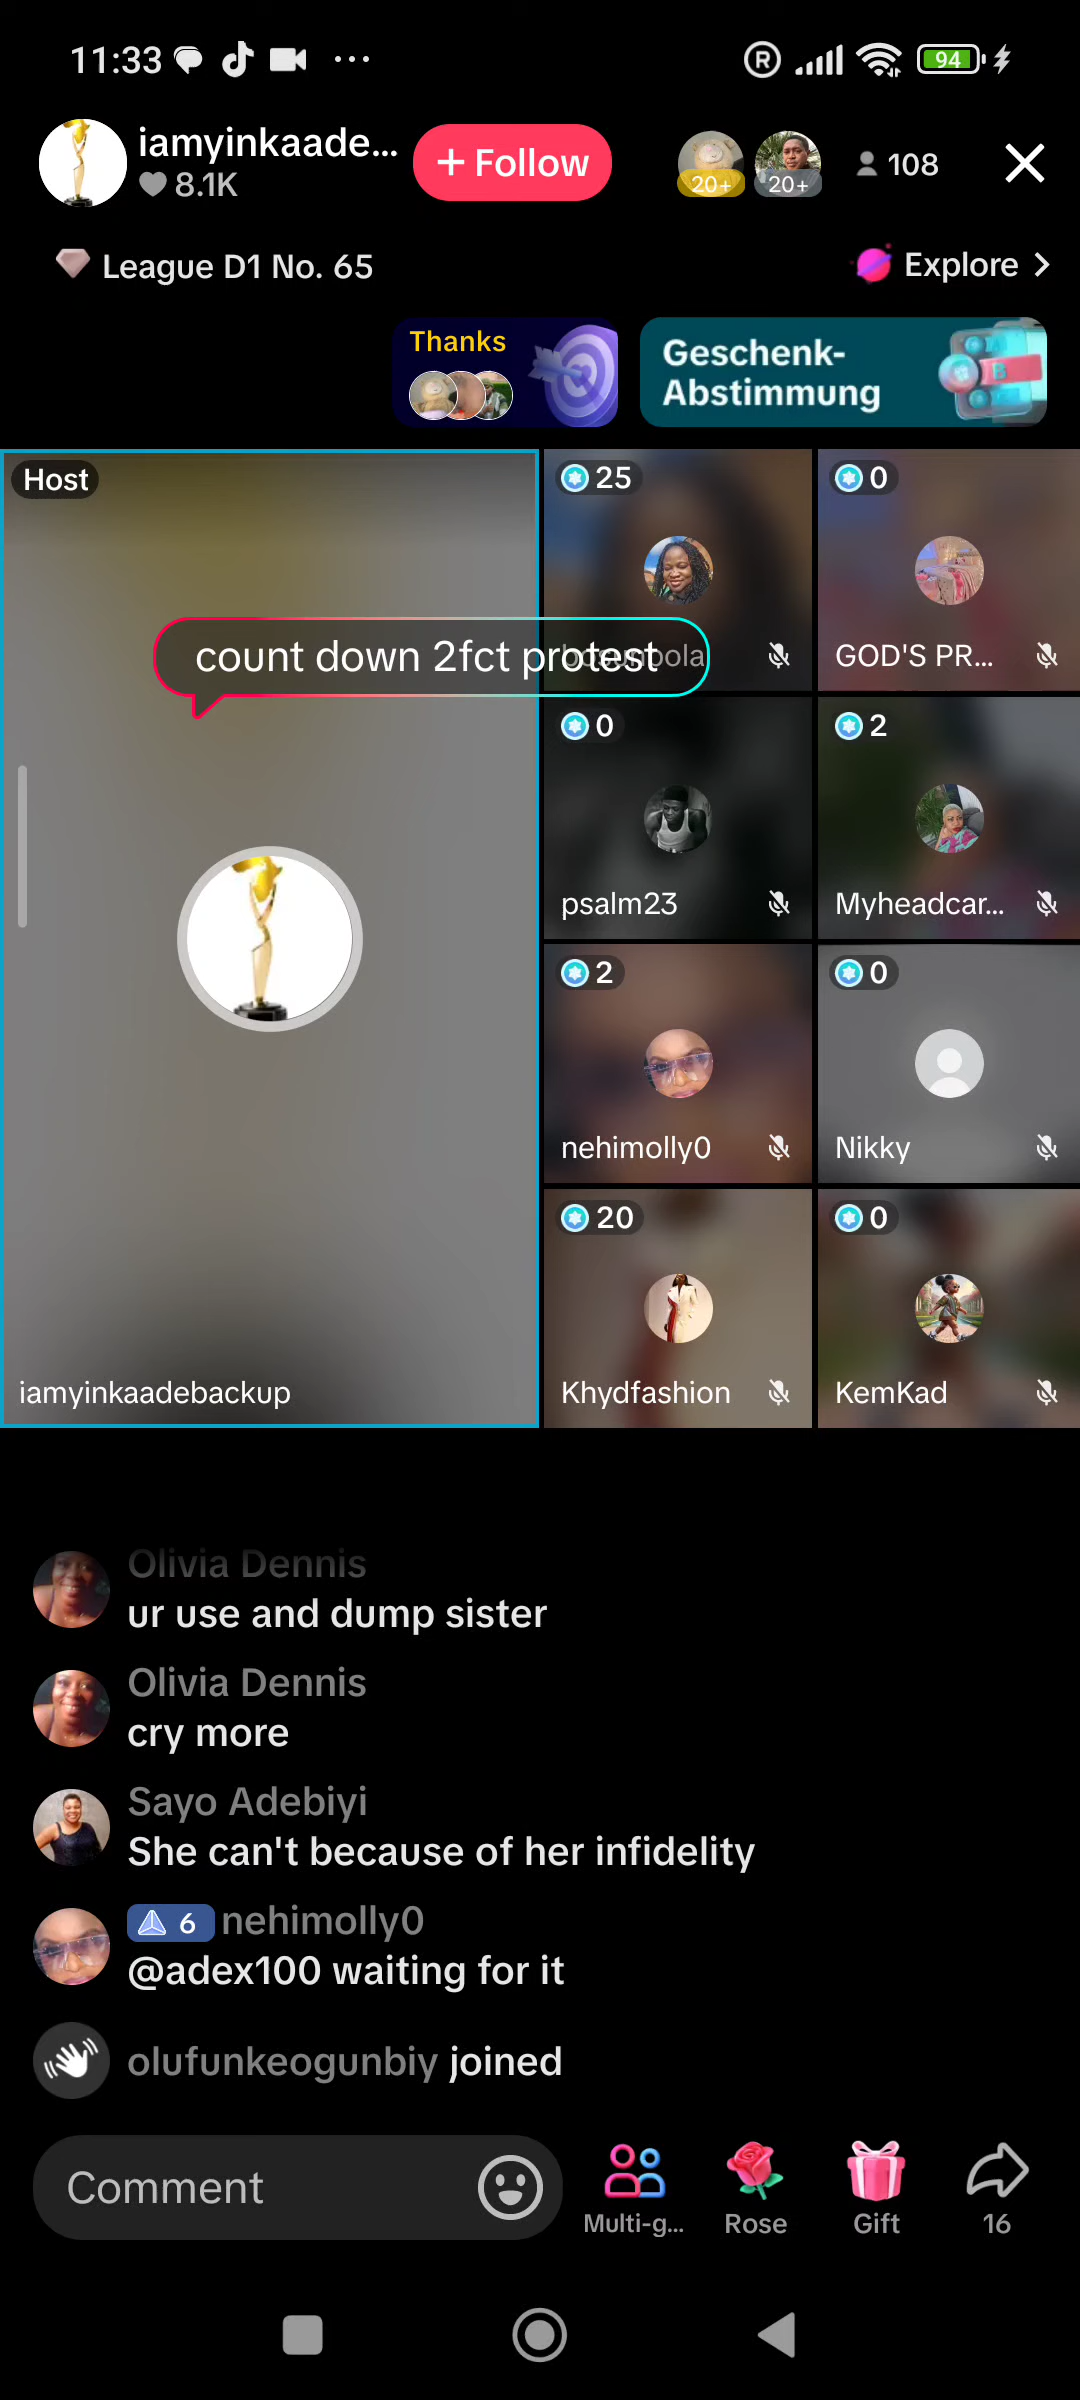 11:33
R
94
iamyinkaade...
8.1K
+ Follow
20+
20+
108
League D1 No. 65
Explore
Thanks
Geschenk-
Abstimmung
Host
25
0
count down 2fct protest
GOD'S PR...
0
2
psalm23
Myheadcar...
2
0
nehimolly0
Nikky
20
0
iamyinkaadebackup
Khydfashion
KemKad
Olivia Dennis
ur use and dump sister
Olivia Dennis
cry more
Sayo Adebiyi
She can't because of her infidelity
6 nehimolly0
@adex100 waiting for it
olufunkeogunbiy joined
Comment
Multi-g...
Rose
Gift
16